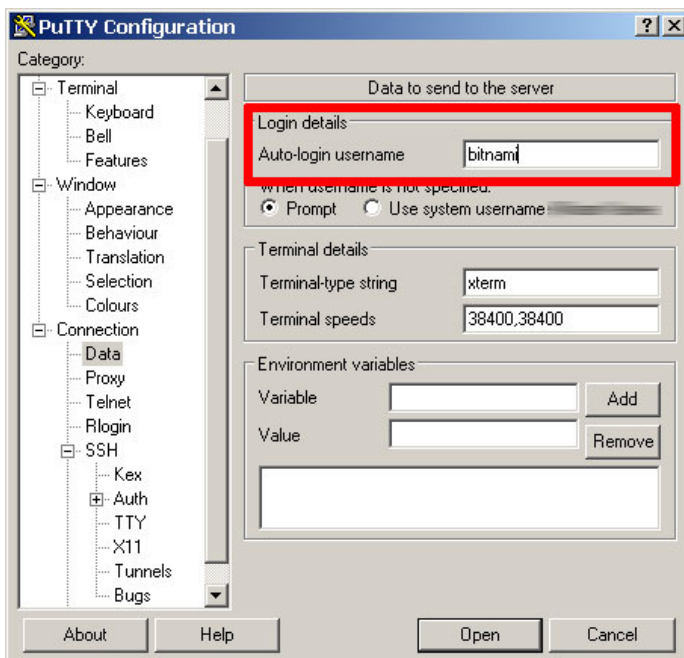 PuTTY Configuration
Category:
Terminal
Keyboard
Bell
Features
Window
Appearance
Behaviour
Translation
Selection
Colours
Connection
Data
Proxy
Telnet
Rlogin
SSH
Kex
Auth
TTY
X11
Tunnels
Bugs
Data to send to the server
Login details
Auto-login username bitnami
When username is not specified:
Prompt Use system username
Terminal details
Terminal-type string xterm
Terminal speeds 38400,38400
Environment variables
Variable Add
Value Remove
About Help Open Cancel